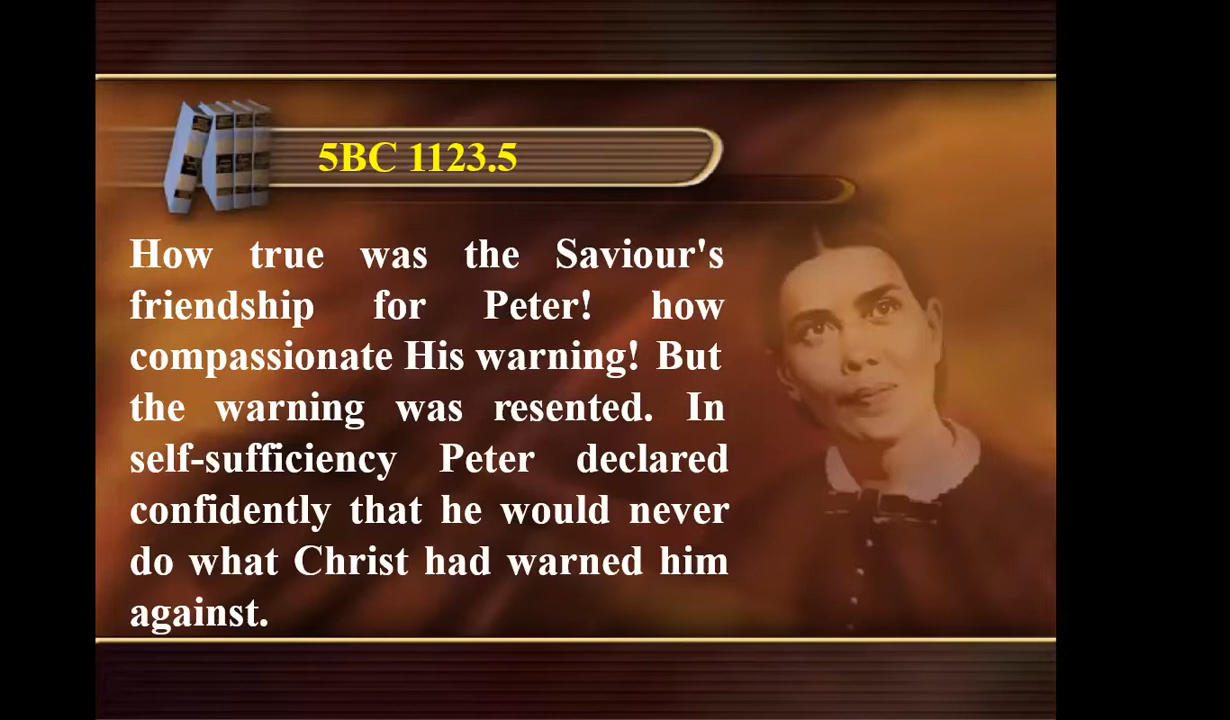 5BC 1123.5
How true was the Saviour's
friendship for Peter! how
compassionate His warning! But
the warning was resented. In
self-sufficiency Peter declared
confidently that he would never
do what Christ had warned him
against.